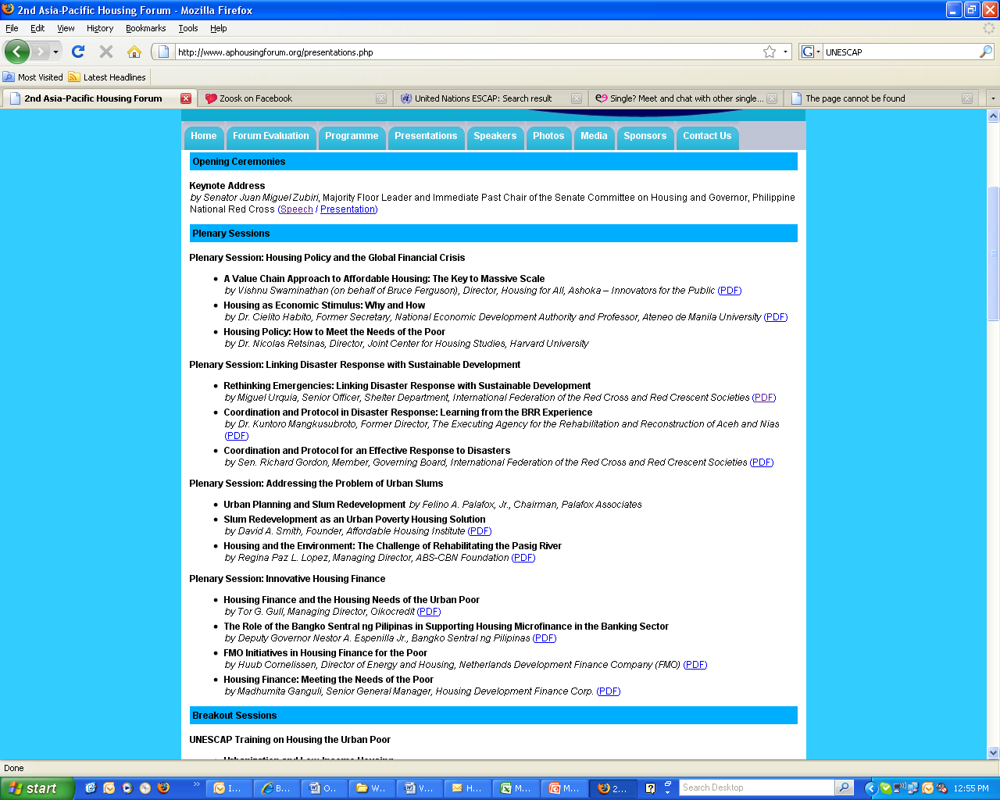 2nd Asia-Pacific Housing Forum - Mozilla Firefox
File Edit View History Bookmarks Tools Help
http://www.aphousingforum.org/presentations.php
UNESCAP
Most Visited Latest Headlines
2nd Asia-Pacific Housing Forum
Zoosk on Facebook
United Nations ESCAP: Search result
Single? Meet and chat with other single...
The page cannot be found
Home Forum Evaluation Programme Presentations Speakers Photos Media Sponsors Contact Us
Opening Ceremonies
Keynote Address
by Senator Juan Miguel Zubiri, Majority Floor Leader and Immediate Past Chair of the Senate Committee on Housing and Governor, Philippine
National Red Cross (Speech / Presentation)
Plenary Sessions
Plenary Session: Housing Policy and the Global Financial Crisis
• A Value Chain Approach to Affordable Housing: The Key to Massive Scale
by Vishnu Swaminathan (on behalf of Bruce Ferguson), Director, Housing for All, Ashoka – Innovators for the Public (PDF)
• Housing as Economic Stimulus: Why and How
by Dr. Cielito Habito, Former Secretary, National Economic Development Authority and Professor, Ateneo de Manila University (PDF)
• Housing Policy: How to Meet the Needs of the Poor
by Dr. Nicolas Retsinas, Director, Joint Center for Housing Studies, Harvard University
Plenary Session: Linking Disaster Response with Sustainable Development
• Rethinking Emergencies: Linking Disaster Response with Sustainable Development
by Miguel Urquia, Senior Officer, Shelter Department, International Federation of the Red Cross and Red Crescent Societies (PDF)
• Coordination and Protocol in Disaster Response: Learning from the BRR Experience
by Dr. Kuntoro Mangkusubroto, Former Director, The Executing Agency for the Rehabilitation and Reconstruction of Aceh and Nias
(PDF)
• Coordination and Protocol for an Effective Response to Disasters
by Sen. Richard Gordon, Member, Governing Board, International Federation of the Red Cross and Red Crescent Societies (PDF)
Plenary Session: Addressing the Problem of Urban Slums
• Urban Planning and Slum Redevelopment by Felino A. Palafox, Jr., Chairman, Palafox Associates
• Slum Redevelopment as an Urban Poverty Housing Solution
by David A. Smith, Founder, Affordable Housing Institute (PDF)
• Housing and the Environment: The Challenge of Rehabilitating the Pasig River
by Regina Paz L. Lopez, Managing Director, ABS-CBN Foundation (PDF)
Plenary Session: Innovative Housing Finance
• Housing Finance and the Housing Needs of the Urban Poor
by Tor G. Gull, Managing Director, Oikocredit (PDF)
• The Role of the Bangko Sentral ng Pilipinas in Supporting Housing Microfinance in the Banking Sector
by Deputy Governor Nestor A. Espenilla Jr., Bangko Sentral ng Pilipinas (PDF)
• FMO Initiatives in Housing Finance for the Poor
by Huub Cornelissen, Director of Energy and Housing, Netherlands Development Finance Company (FMO) (PDF)
• Housing Finance: Meeting the Needs of the Poor
by Madhumita Ganguli, Senior General Manager, Housing Development Finance Corp. (PDF)
Breakout Sessions
UNESCAP Training on Housing the Urban Poor
• Urbanization and Low-Income Housing
Done
start I... B... O... W... V... H... M... M... 2... Search Desktop 12:55 PM